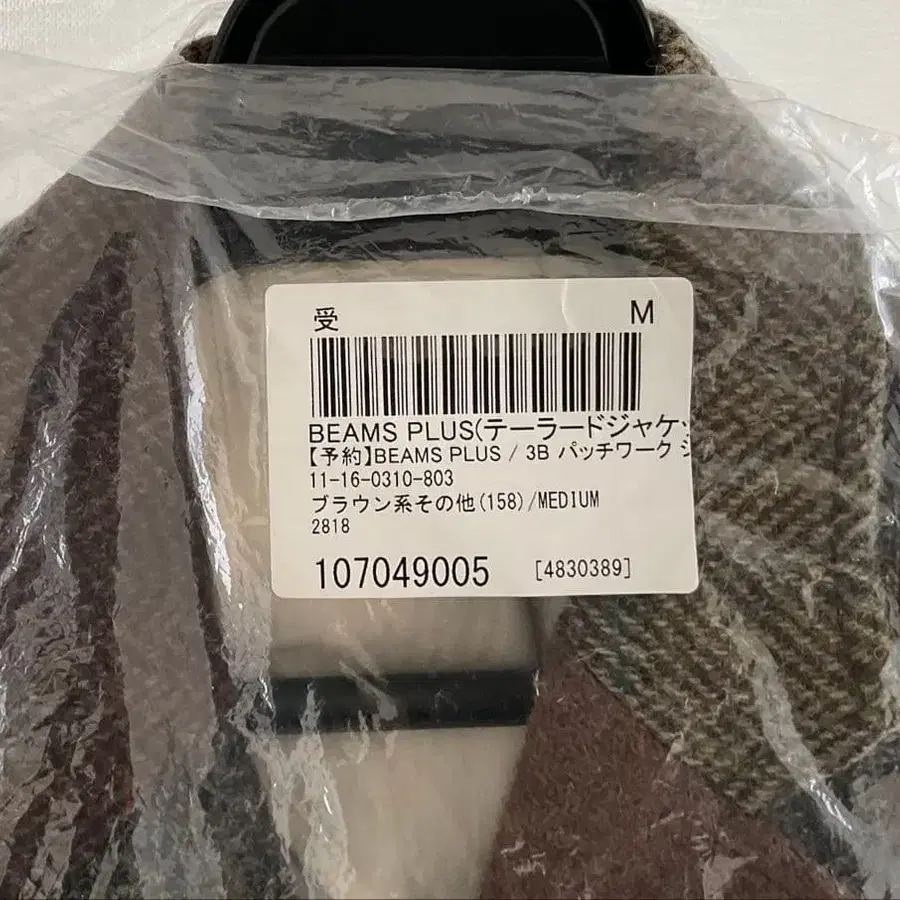 受 M
BEAMS PLUS(テーラードジャケ
【予約】BEAMS PLUS / 3B パッチワーク
11-16-0310-803
ブラウン系その他(158)/MEDIUM
2818
107049005 [4830389]